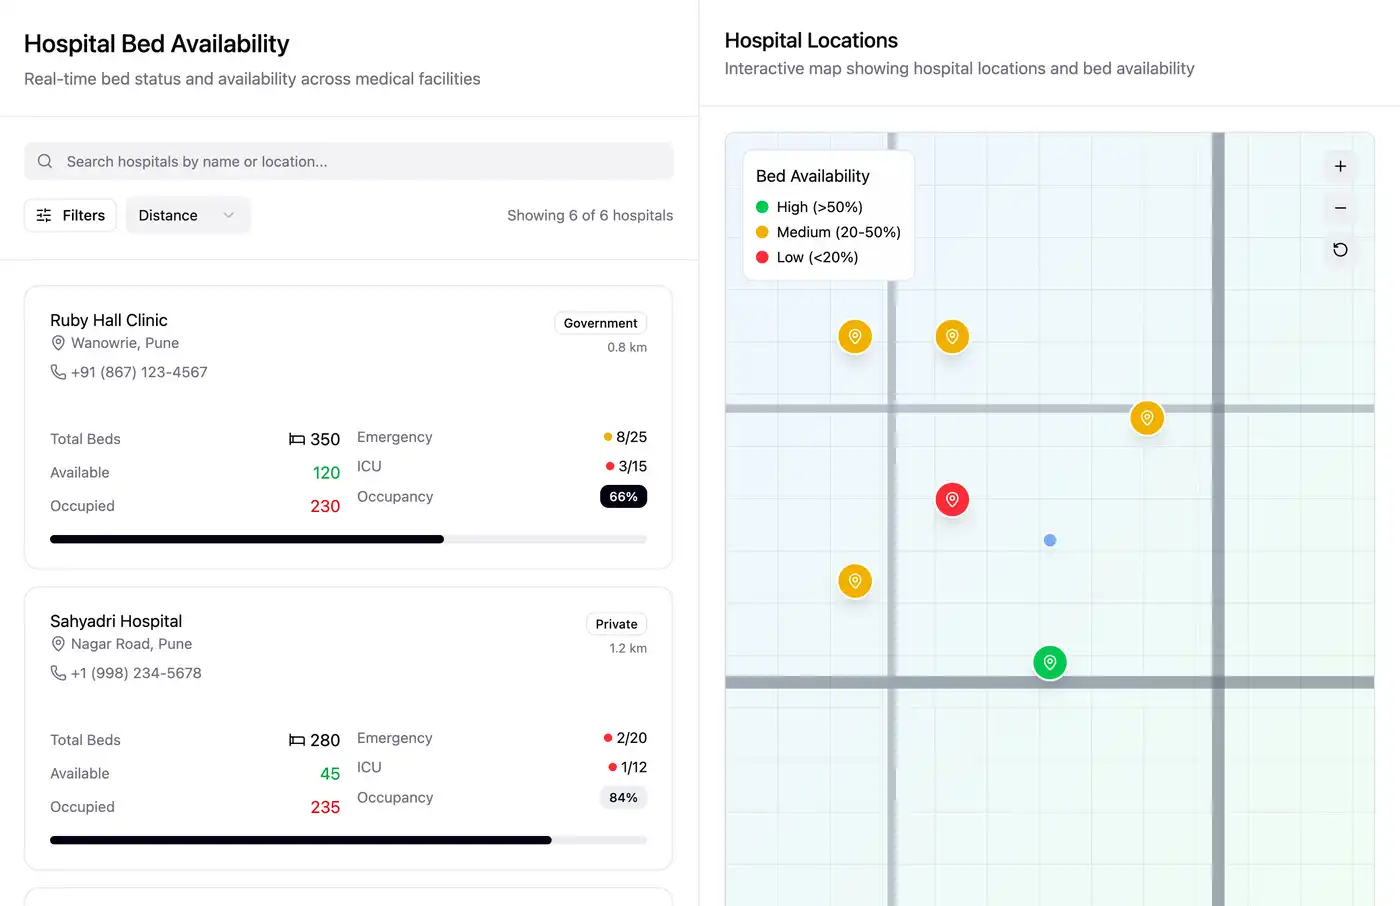 Hospital Bed Availability
Real-time bed status and availability across medical facilities
Search hospitals by name or location...
Filters
Distance
Showing 6 of 6 hospitals
Ruby Hall Clinic
Government
Wanowrie, Pune
0.8 km
+91 (867) 123-4567
Total Beds 350
Available 120
Occupied 230
Emergency 8/25
ICU 3/15
Occupancy 66%
Sahyadri Hospital
Private
Nagar Road, Pune
1.2 km
+1 (998) 234-5678
Total Beds 280
Available 45
Occupied 235
Emergency 2/20
ICU 1/12
Occupancy 84%
Hospital Locations
Interactive map showing hospital locations and bed availability
Bed Availability
High (>50%)
Medium (20-50%)
Low (<20%)